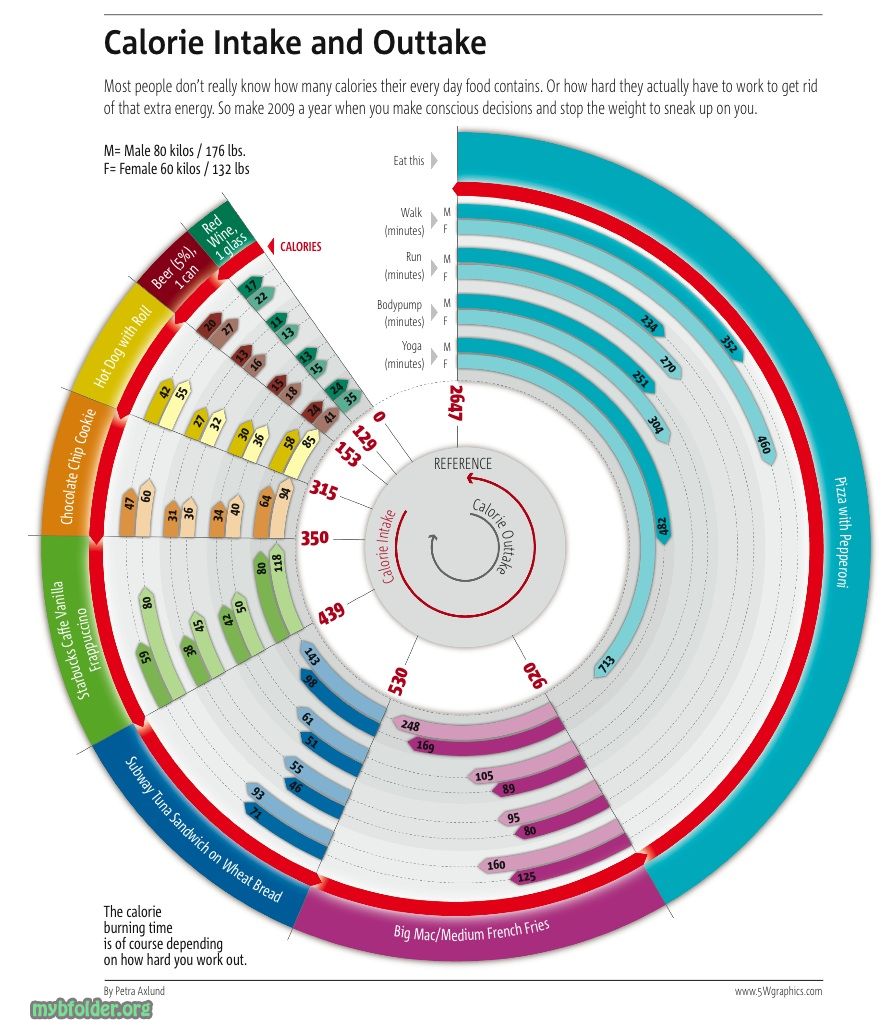 Calorie Intake and Outtake
Most people don't really know how many calories their every day food contains. Or how hard they actually have to work to get rid
of that extra energy. So make 2009 a year when you make conscious decisions and stop the weight to sneak up on you.
M= Male 80 kilos / 176 lbs.
F= Female 60 kilos / 132 lbs
Eat this
Walk
(minutes)
M
F
Run
(minutes)
M
F
Bodypump
(minutes)
M
F
Yoga
(minutes)
M
F
CALORIES
Red
Wine,
1 glass
17
22
11
13
13
15
24
35
Beer (5%),
1 can
20
27
13
16
15
18
24
41
Hot Dog with Roll
42
55
27
32
30
36
58
85
Chocolate Chip Cookie
47
60
31
36
34
40
64
94
Starbucks Caffe Vanilla
Frappuccino
59
80
38
45
42
50
80
118
Subway Tuna Sandwich on Wheat Bread
143
98
61
51
55
46
93
71
Big Mac/Medium French Fries
248
169
105
89
95
80
160
125
Pizza with Pepperoni
352
460
234
270
251
304
482
713
0
129
153
315
350
439
530
920
2647
REFERENCE
Calorie Intake
Calorie Outtake
The calorie
burning time
is of course depending
on how hard you work out.
By Petra Axlund
www.5Wgraphics.com
mybfolder.org